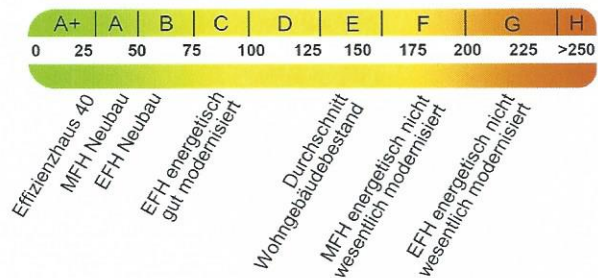 A+ A B C D E F G H
0 25 50 75 100 125 150 175 200 225 >250
Effizienzhaus 40
MFH Neubau
EFH Neubau
EFH energetisch
gut modernisiert
Durchschnitt
Wohngebäudebestand
MFH energetisch nicht
wesentlich modernisiert
EFH energetisch nicht
wesentlich modernisiert